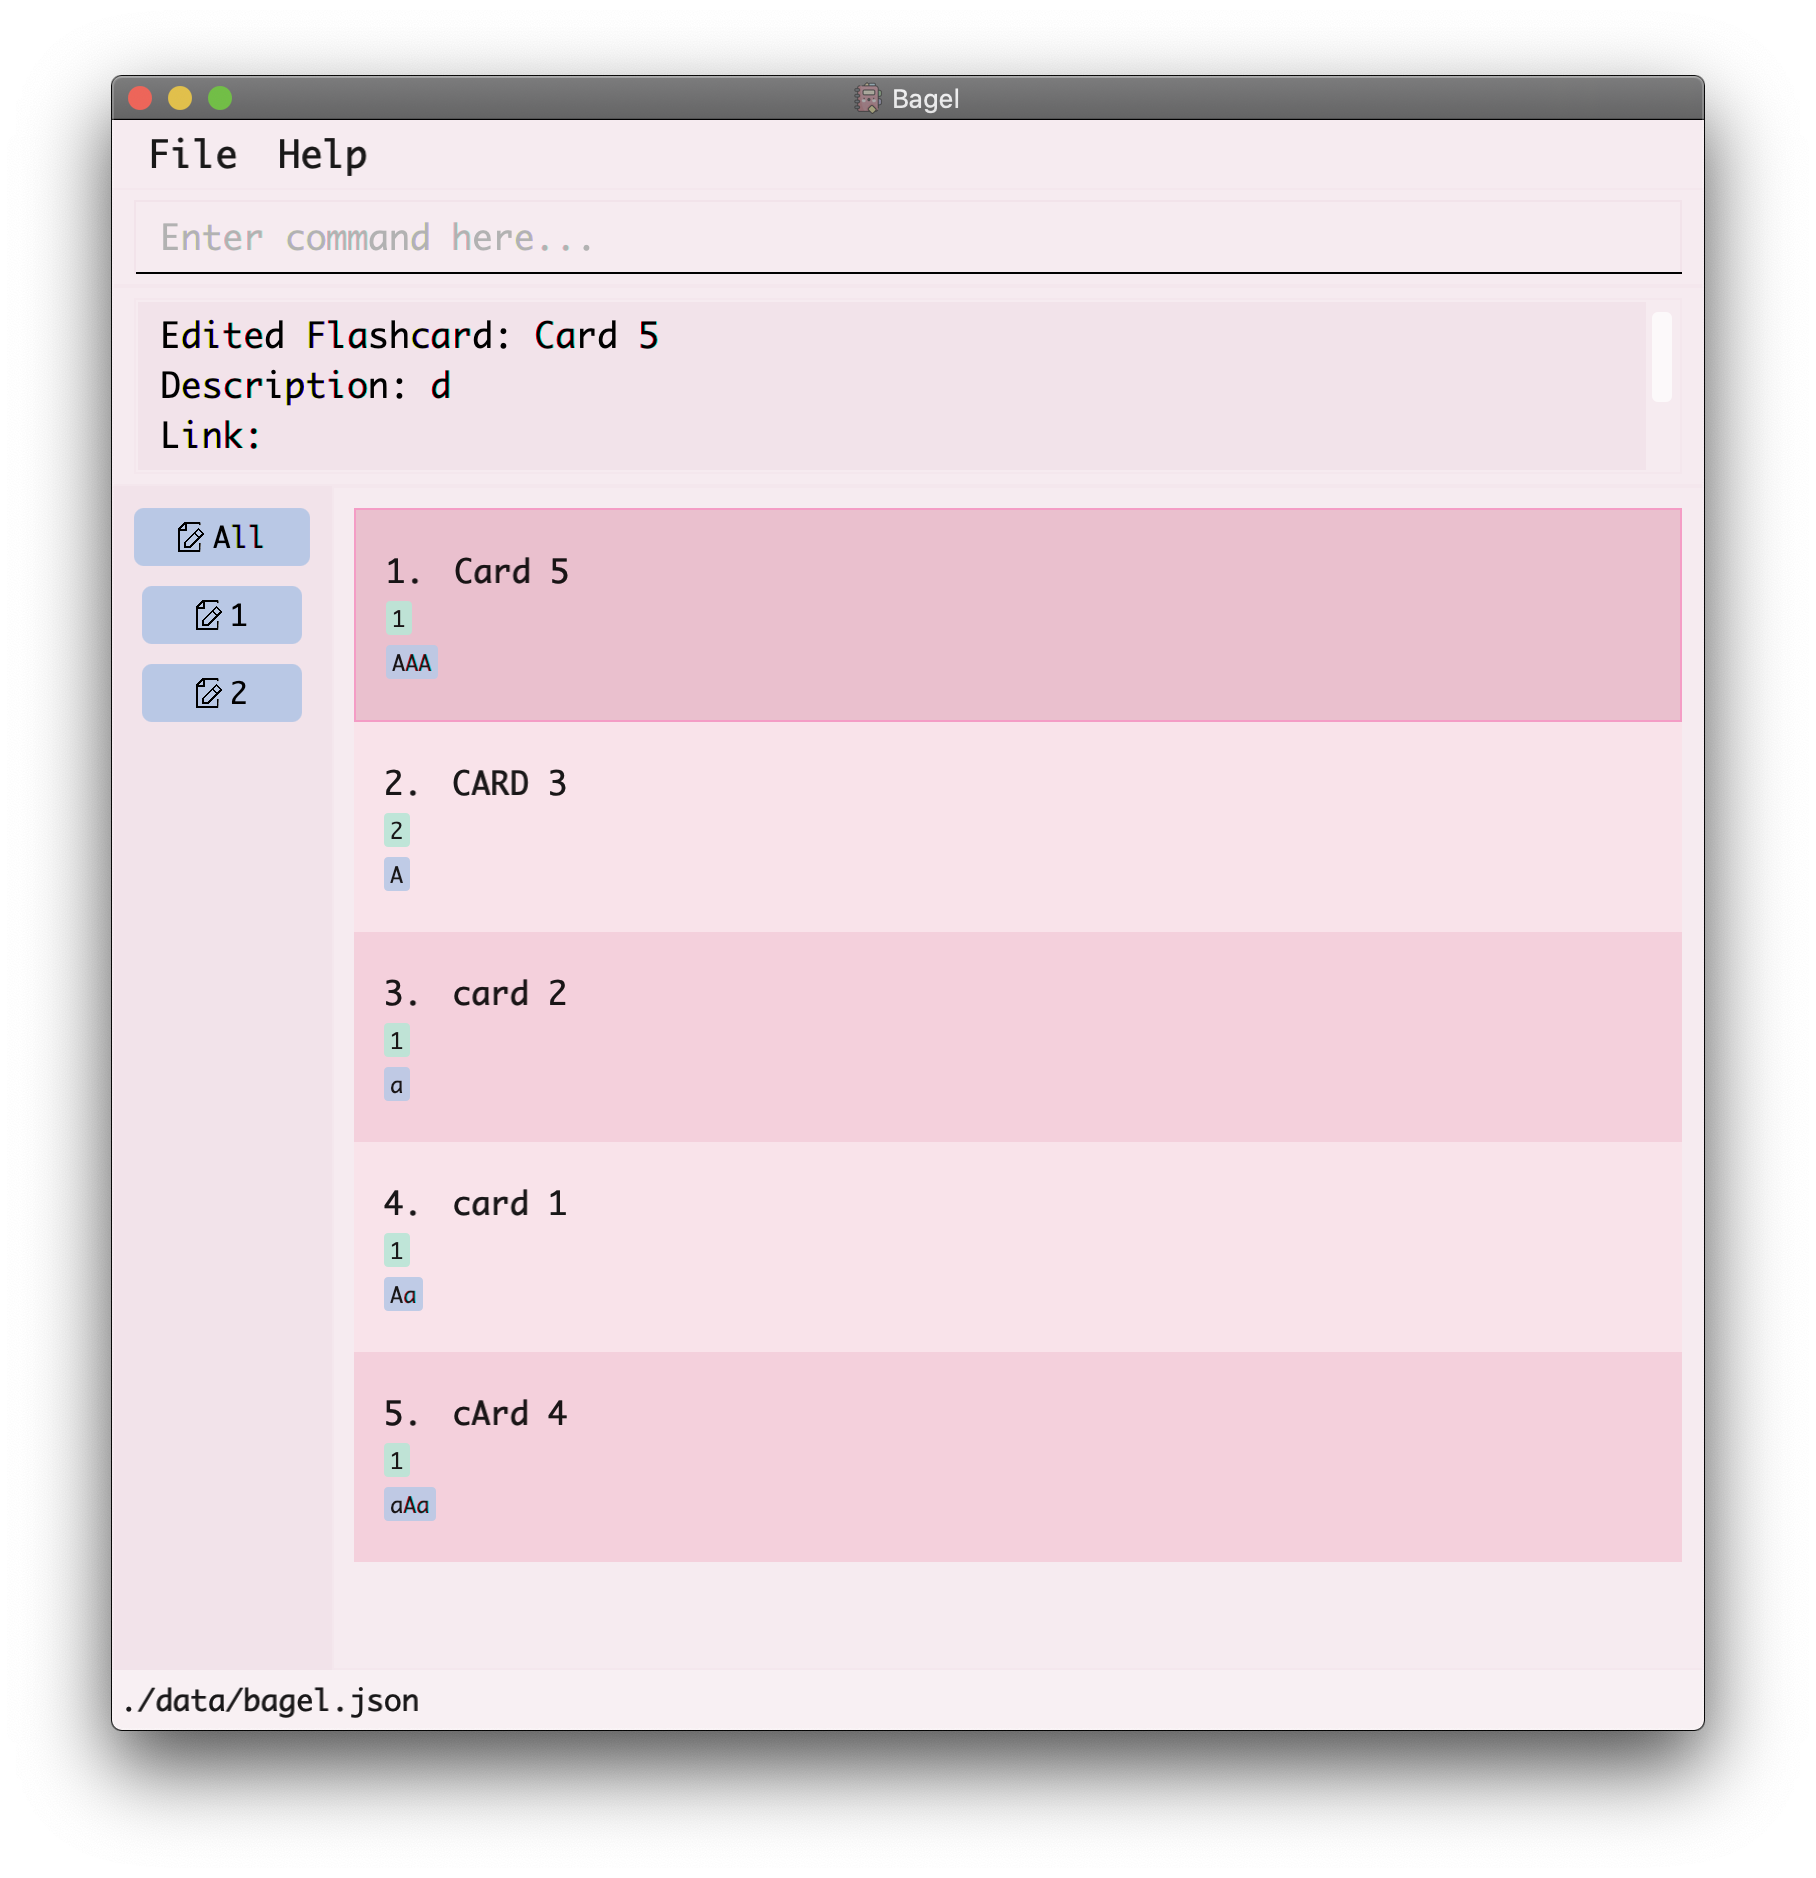 Bagel
File Help
Enter command here...
Edited Flashcard: Card 5
Description: d
Link:
All
1
2
1. Card 5
1
AAA
2. CARD 3
2
A
3. card 2
1
a
4. card 1
1
Aa
5. cArd 4
1
aAa
./data/bagel.json